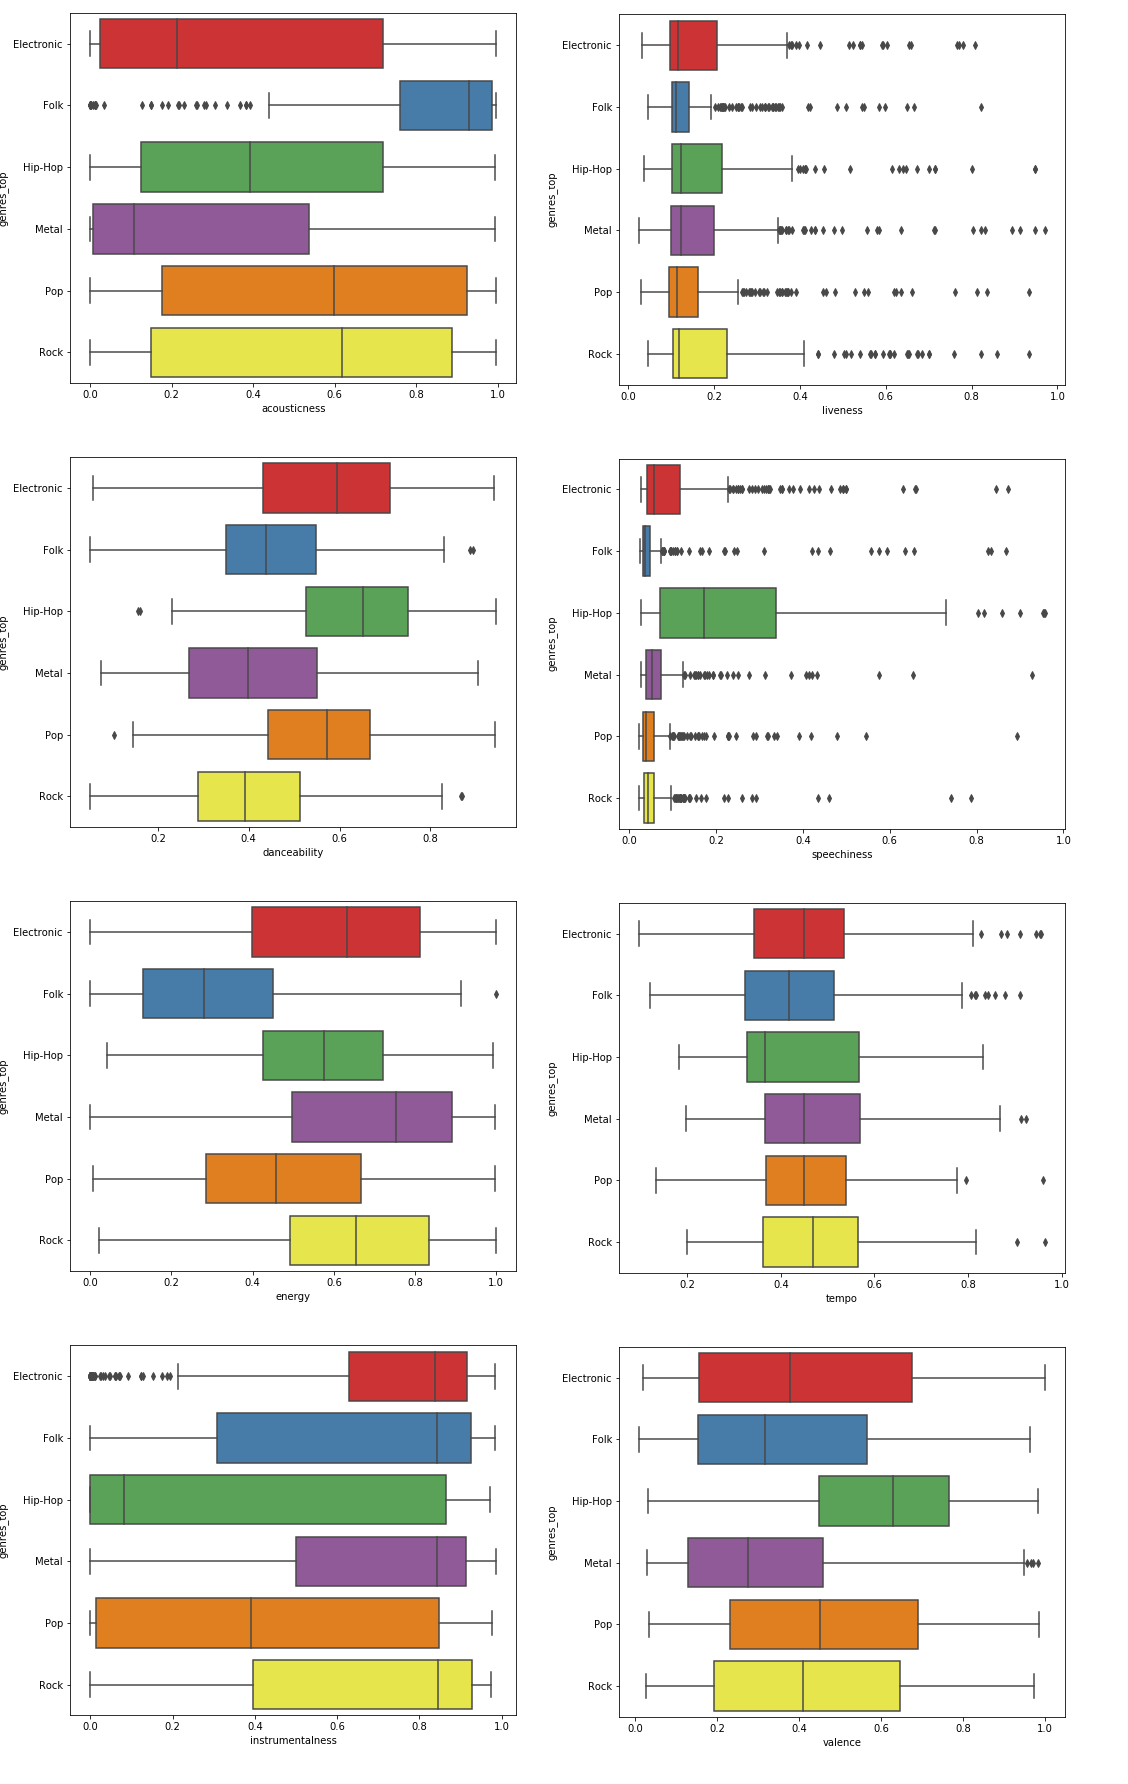 Electronic
Folk
Hip-Hop
Metal
Pop
Rock
genres_top
0.0 0.2 0.4 0.6 0.8 1.0
acousticness
Electronic
Folk
Hip-Hop
Metal
Pop
Rock
genres_top
0.0 0.2 0.4 0.6 0.8 1.0
liveness
Electronic
Folk
Hip-Hop
Metal
Pop
Rock
genres_top
0.2 0.4 0.6 0.8
danceability
Electronic
Folk
Hip-Hop
Metal
Pop
Rock
genres_top
0.0 0.2 0.4 0.6 0.8 1.0
speechiness
Electronic
Folk
Hip-Hop
Metal
Pop
Rock
genres_top
0.0 0.2 0.4 0.6 0.8 1.0
energy
Electronic
Folk
Hip-Hop
Metal
Pop
Rock
genres_top
0.2 0.4 0.6 0.8 1.0
tempo
Electronic
Folk
Hip-Hop
Metal
Pop
Rock
genres_top
0.0 0.2 0.4 0.6 0.8 1.0
instrumentalness
Electronic
Folk
Hip-Hop
Metal
Pop
Rock
genres_top
0.0 0.2 0.4 0.6 0.8 1.0
valence